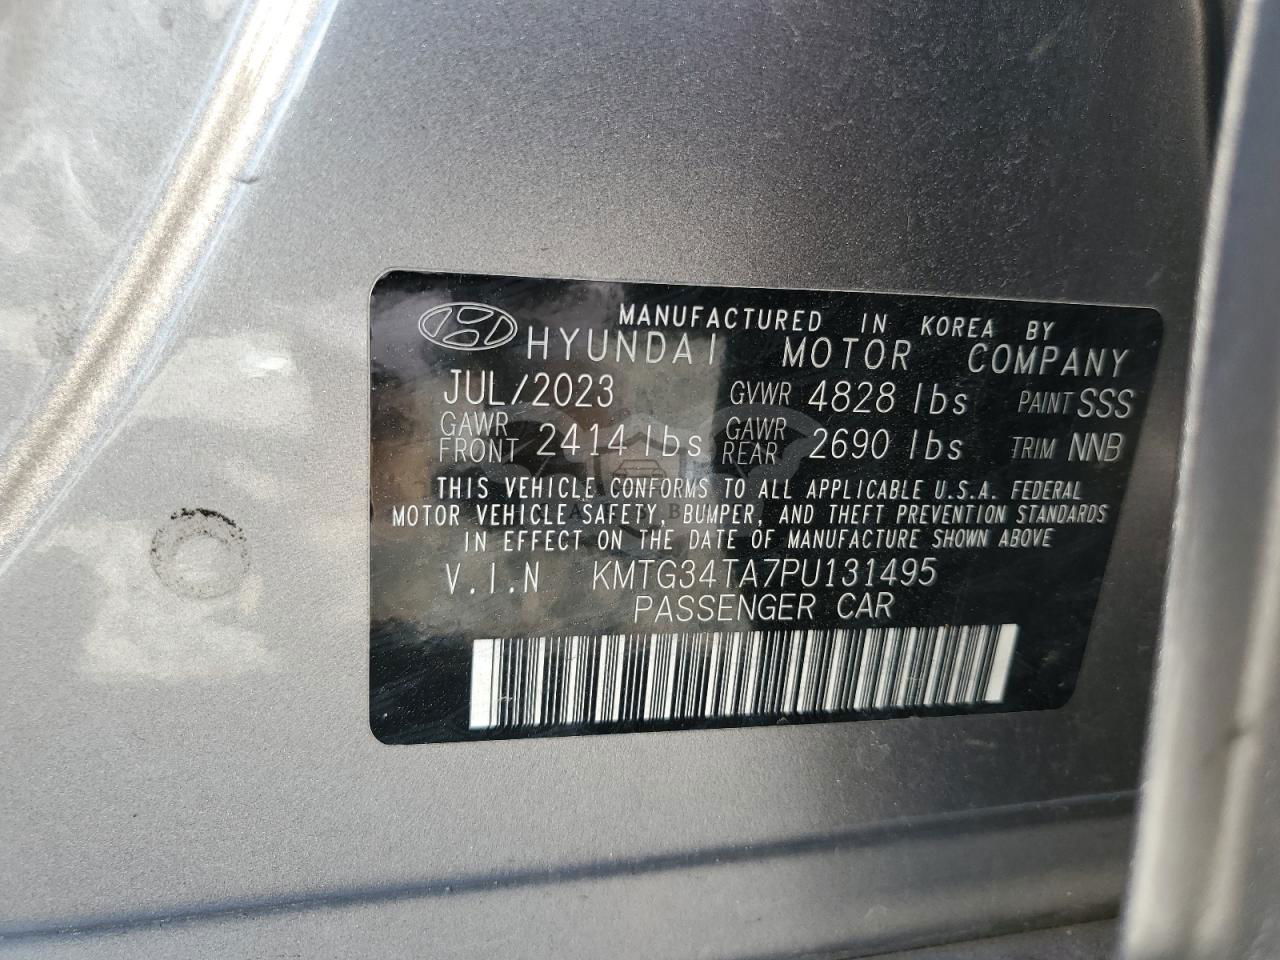 MANUFACTURED IN KOREA BY
HYUNDAI MOTOR COMPANY
JUL/2023 GVWR 4828 lbs PAINT SSS
GAWR FRONT 2414 lbs GAWR REAR 2690 lbs TRIM NNB
THIS VEHICLE CONFORMS TO ALL APPLICABLE U.S.A. FEDERAL
MOTOR VEHICLE SAFETY, BUMPER, AND THEFT PREVENTION STANDARDS
IN EFFECT ON THE DATE OF MANUFACTURE SHOWN ABOVE
V.I.N KMTG34TA7PU131495
PASSENGER CAR